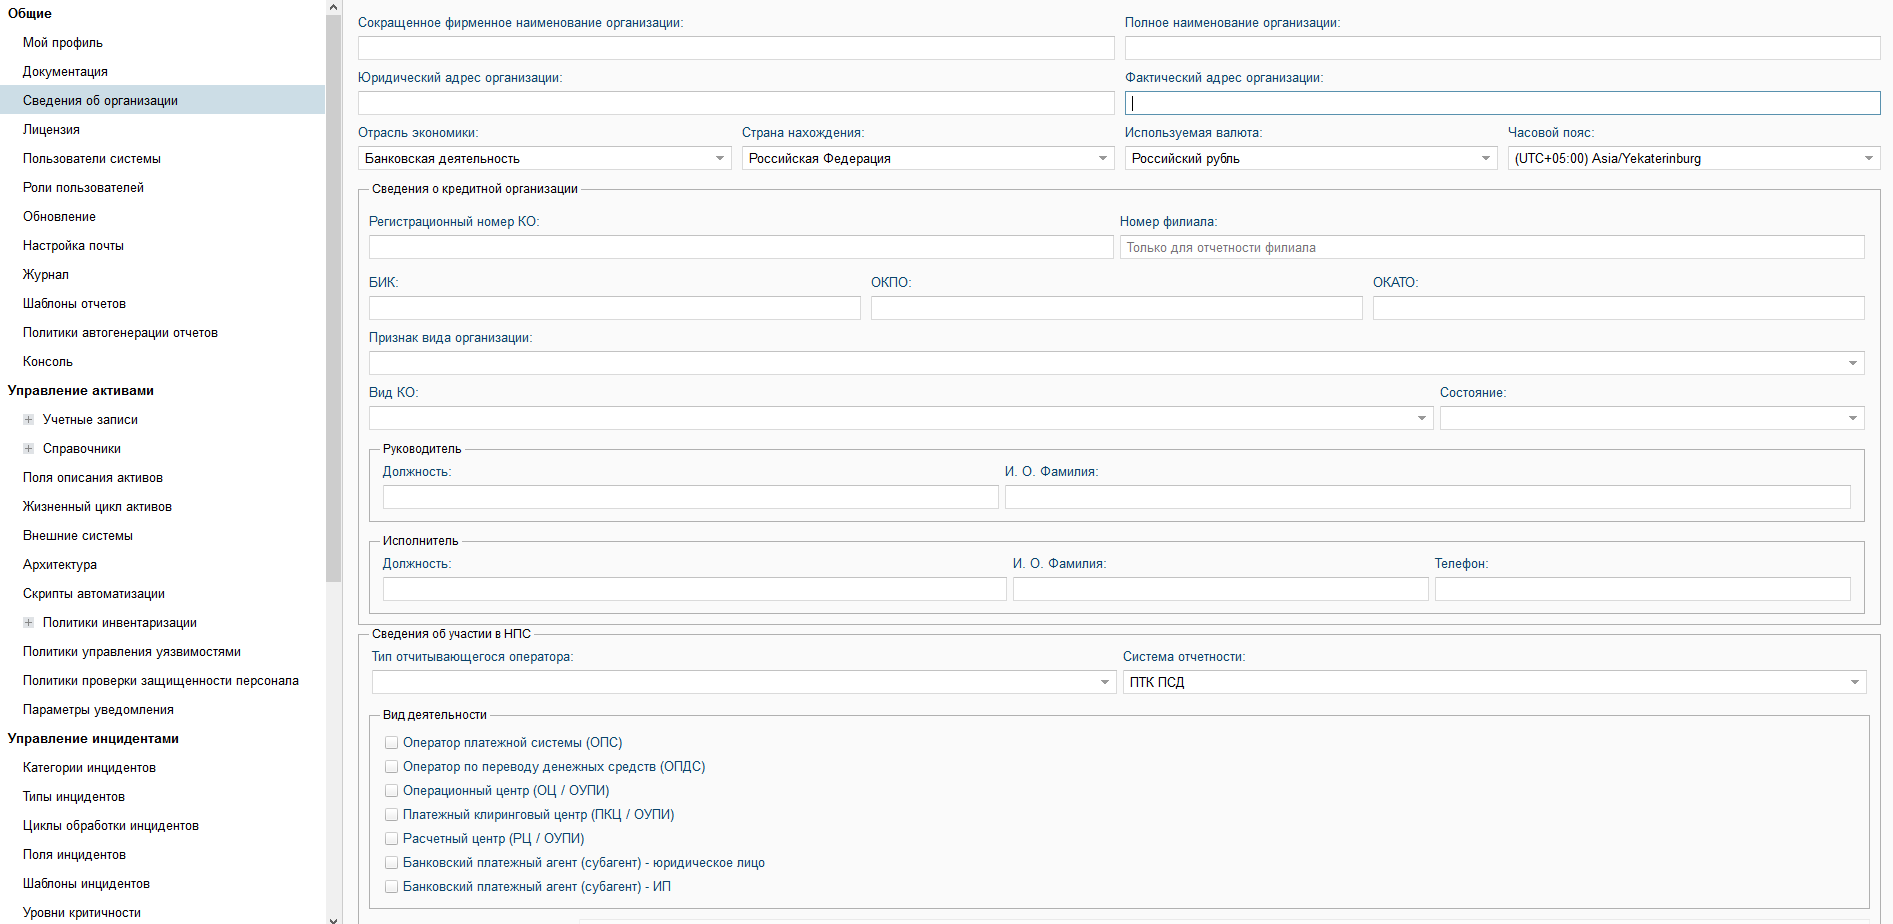 Общие
Мой профиль
Документация
Сведения об организации
Лицензия
Пользователи системы
Роли пользователей
Обновление
Настройка почты
Журнал
Шаблоны отчетов
Политики автогенерации отчетов
Консоль
Управление активами
Учетные записи
Справочники
Поля описания активов
Жизненный цикл активов
Внешние системы
Архитектура
Скрипты автоматизации
Политики инвентаризации
Политики управления уязвимостями
Политики проверки защищенности персонала
Параметры уведомления
Управление инцидентами
Категории инцидентов
Типы инцидентов
Циклы обработки инцидентов
Поля инцидентов
Шаблоны инцидентов
Уровни критичности
Сокращенное фирменное наименование организации: Полное наименование организации:
Юридический адрес организации: Фактический адрес организации:
Отрасль экономики: Страна нахождения: Используемая валюта: Часовой пояс:
Банковская деятельность Российская Федерация Российский рубль (UTC+05:00) Asia/Yekaterinburg
Сведения о кредитной организации
Регистрационный номер КО: Номер филиала:
Только для отчетности филиала
БИК: ОКПО: ОКАТО:
Признак вида организации:
Вид КО: Состояние:
Руководитель
Должность: И. О. Фамилия:
Исполнитель
Должность: И. О. Фамилия: Телефон:
Сведения об участии в НПС
Тип отчитывающегося оператора: Система отчетности:
ПТК ПСД
Вид деятельности
Оператор платежной системы (ОПС)
Оператор по переводу денежных средств (ОПДС)
Операционный центр (ОЦ / ОУПИ)
Платежный клиринговый центр (ПКЦ / ОУПИ)
Расчетный центр (РЦ / ОУПИ)
Банковский платежный агент (субагент) - юридическое лицо
Банковский платежный агент (субагент) - ИП